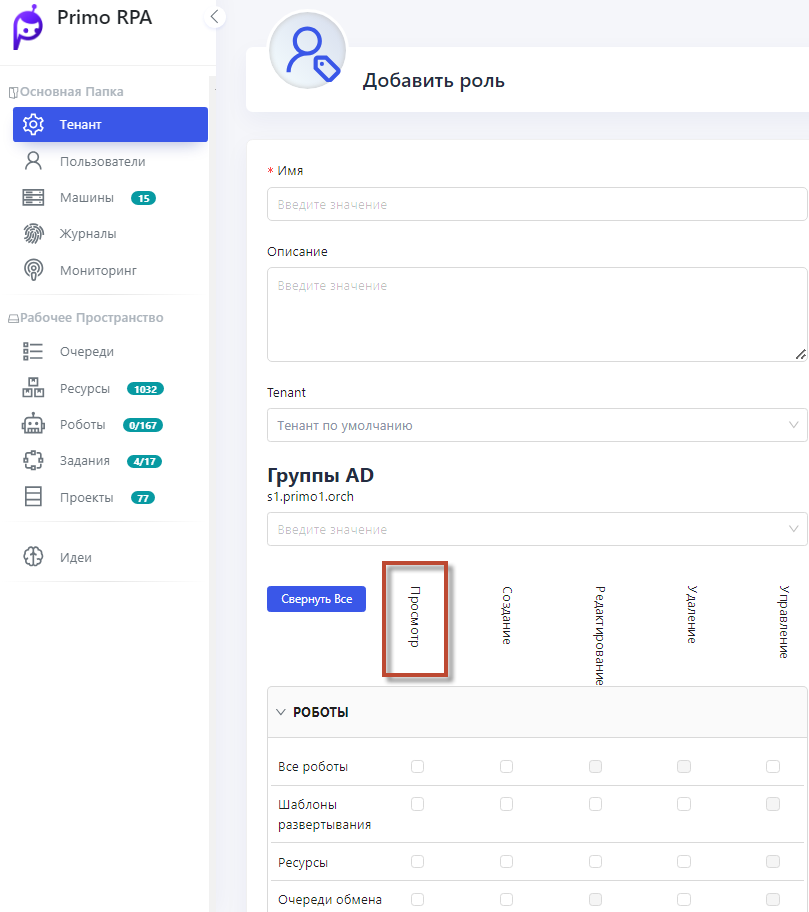 Primo RPA
Основная Папка
Тенант
Пользователи
Машины 15
Журналы
Мониторинг
Рабочее Пространство
Очереди
Ресурсы 1032
Роботы 0/167
Задания 4/17
Проекты 77
Идеи
Добавить роль
* Имя
Введите значение
Описание
Введите значение
Tenant
Тенант по умолчанию
Группы AD
s1.primo1.orch
Введите значение
Свернуть Все
Просмотр
Создание
Редактирование
Удаление
Управление
РОБОТЫ
Все роботы
Шаблоны
развертывания
Ресурсы
Очереди обмена